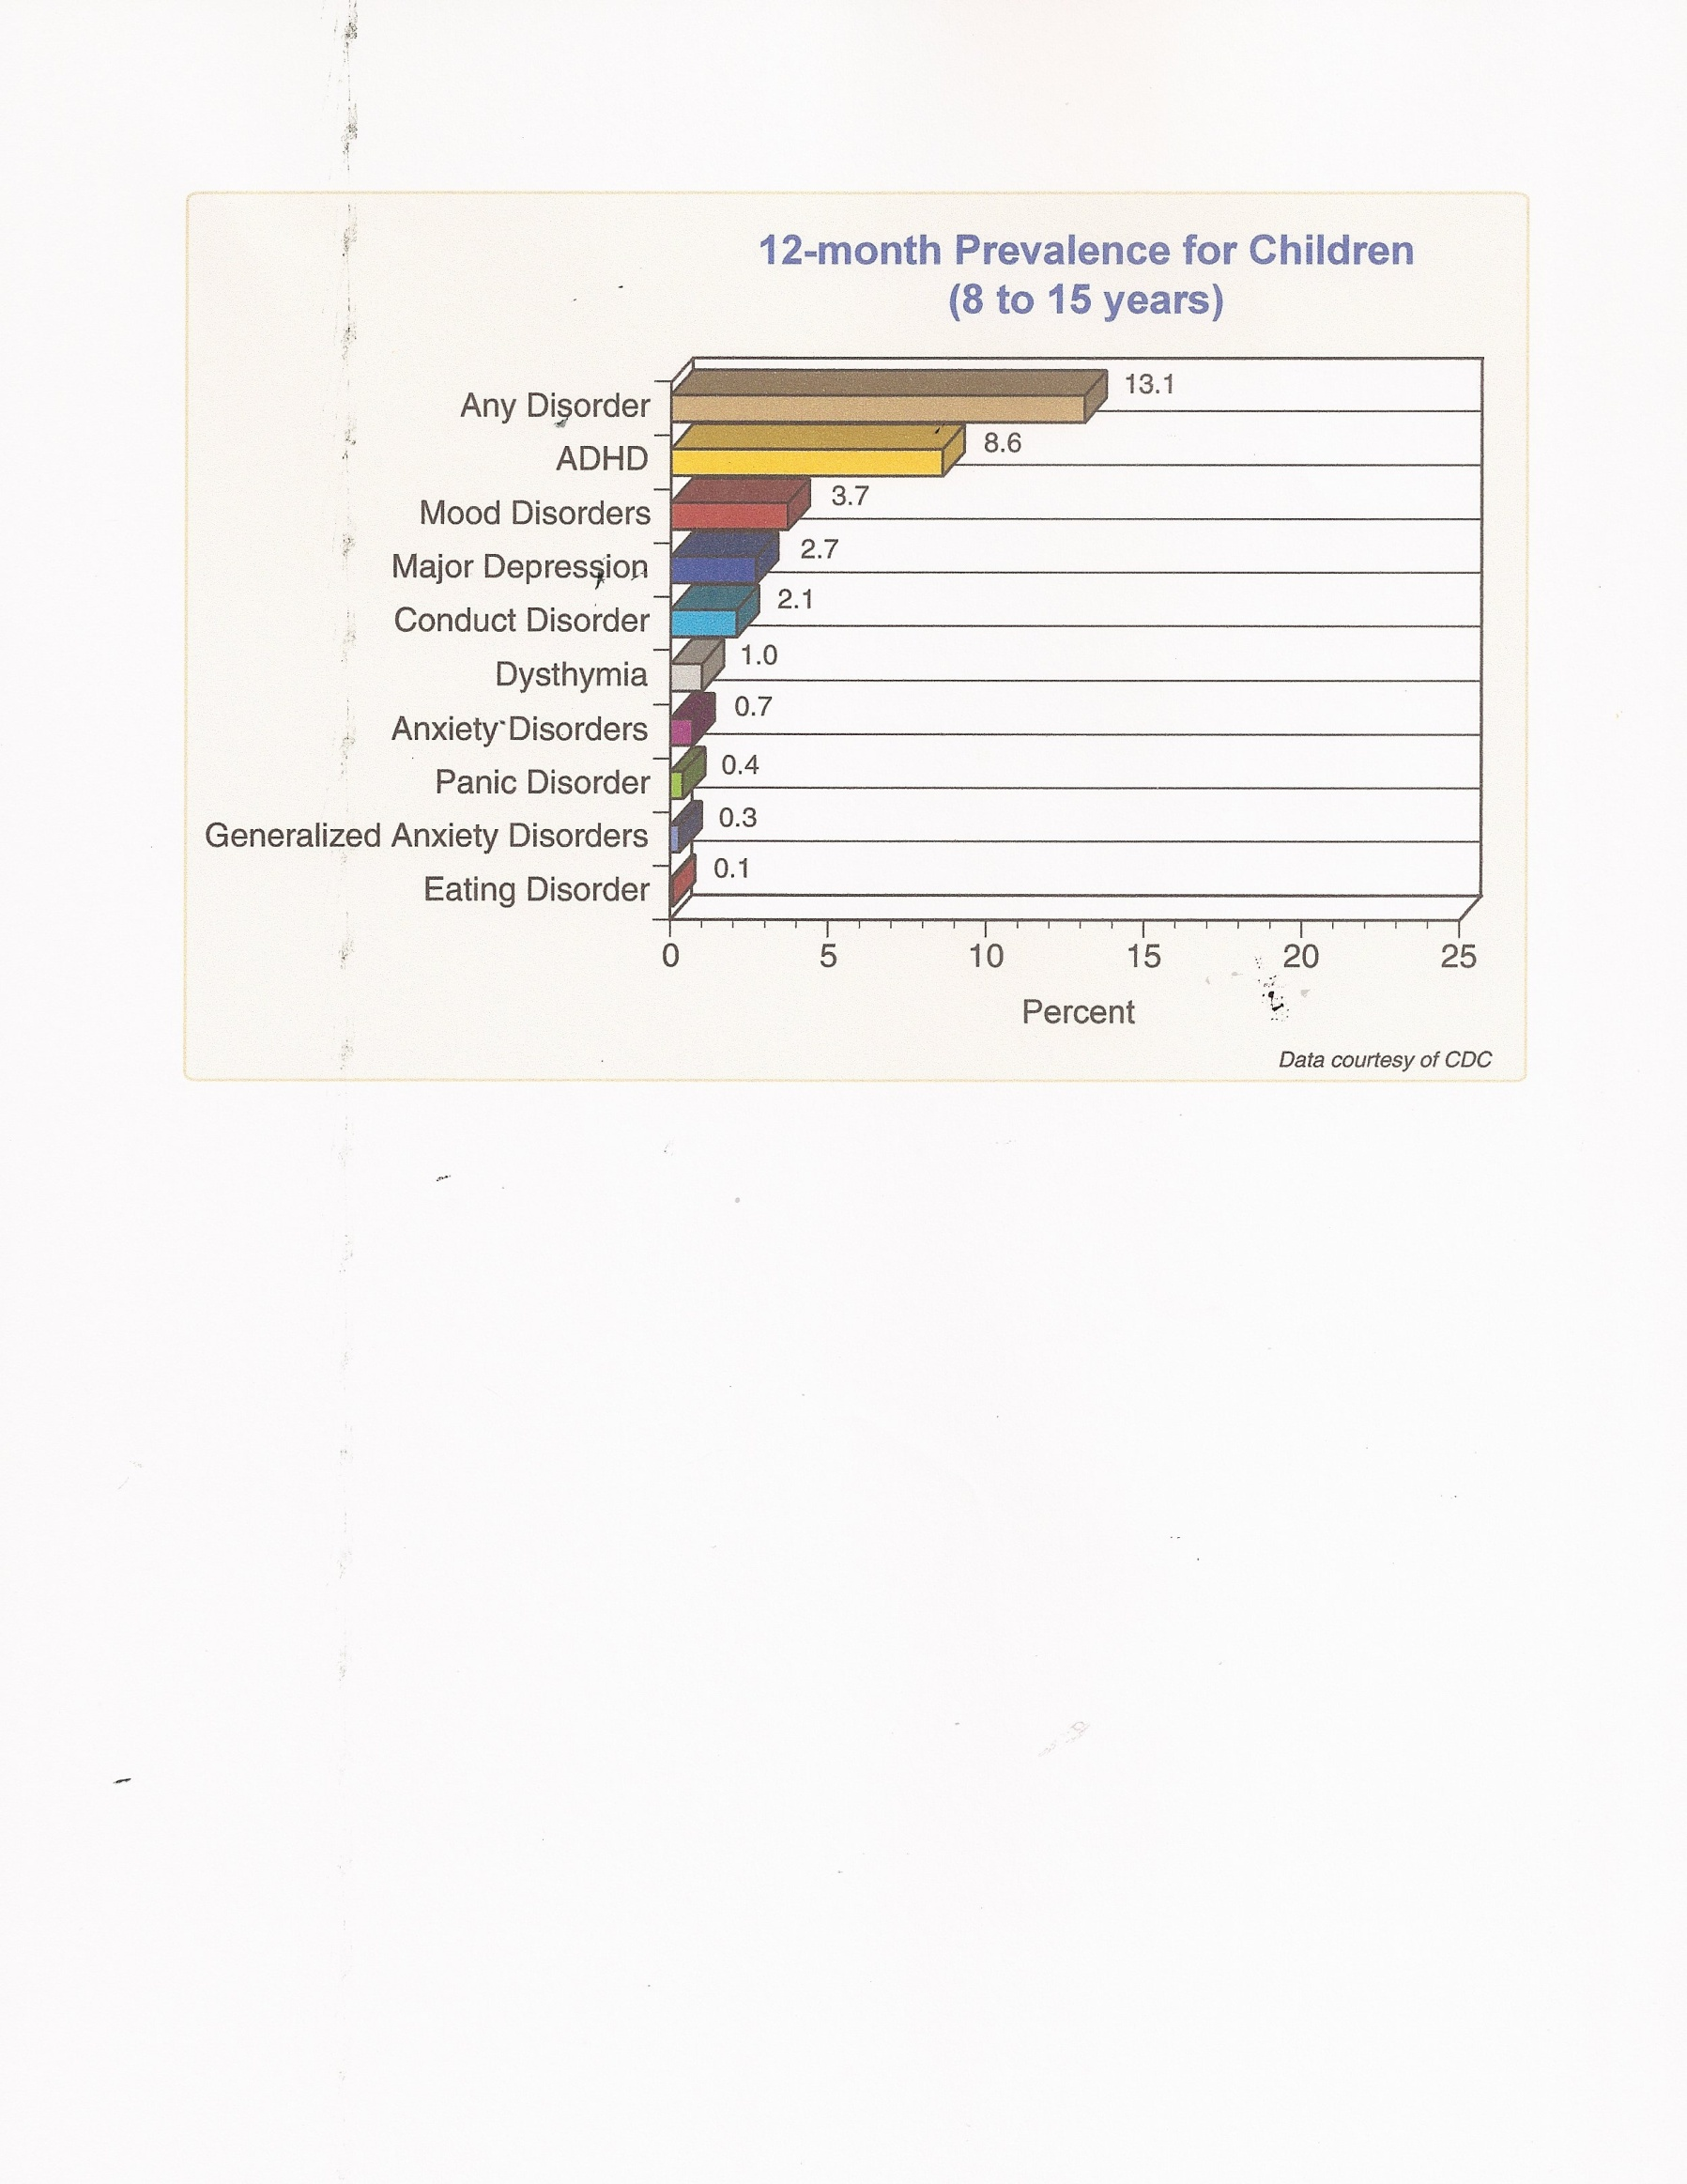 12-month Prevalence for Children
(8 to 15 years)
Any Disorder 13.1
ADHD 8.6
Mood Disorders 3.7
Major Depression 2.7
Conduct Disorder 2.1
Dysthymia 1.0
Anxiety Disorders 0.7
Panic Disorder 0.4
Generalized Anxiety Disorders 0.3
Eating Disorder 0.1
0 5 10 15 20 25
Percent
Data courtesy of CDC